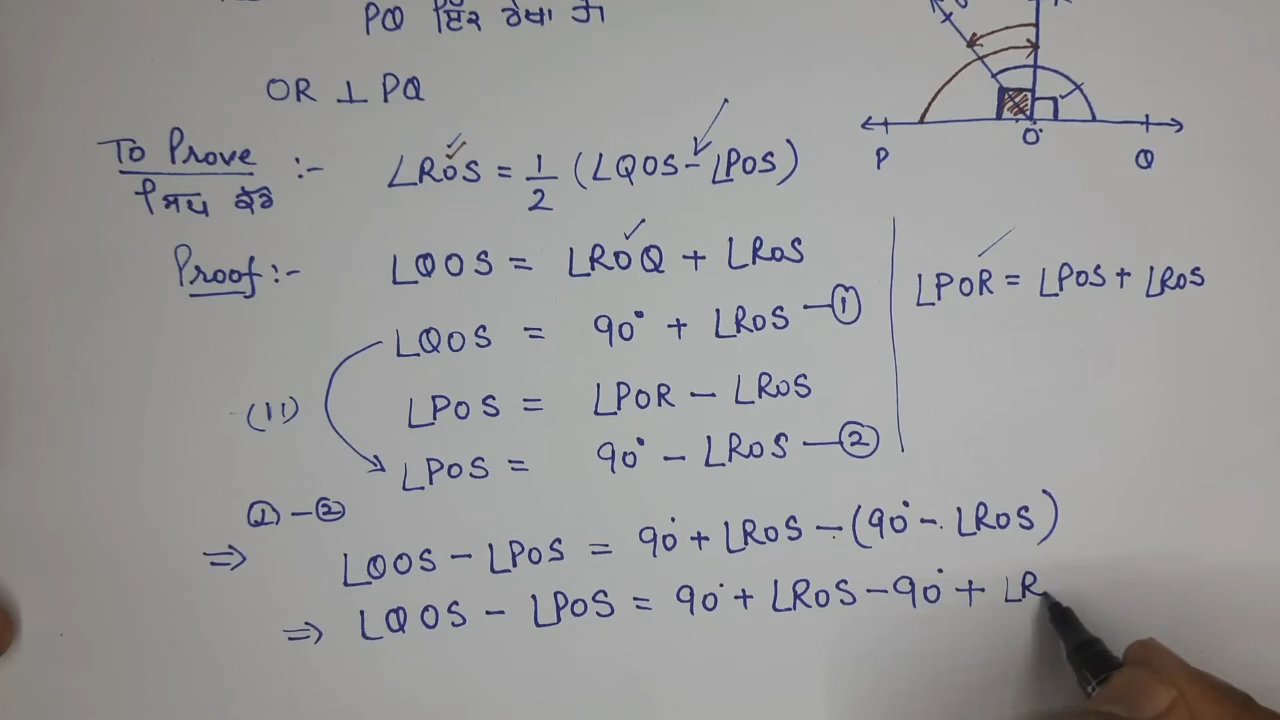 PQ ਇੱਕ ਰੇਖਾ ਹੈ
OR ⊥ PQ
P O Q
To Prove :- ∠ROS = 1/2 (∠QOS - ∠POS)
ਸਿੱਧ ਕਰੋ
Proof :- ∠QOS = ∠ROQ + ∠ROS
∠QOS = 90° + ∠ROS —①
(11) ∠POS = ∠POR - ∠ROS
∠POS = 90° - ∠ROS —②
∠POR = ∠POS + ∠ROS
① - ②
⇒ ∠QOS - ∠POS = 90° + ∠ROS - (90° - ∠ROS)
⇒ ∠QOS - ∠POS = 90° + ∠ROS - 90° + ∠R